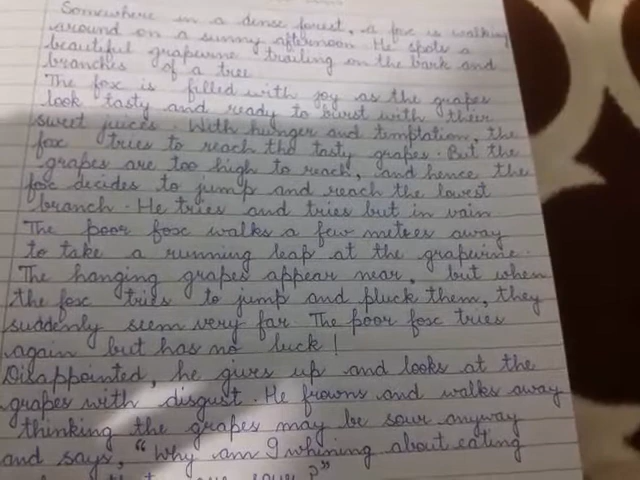 Somewhere in a dense forest, a fox is walking
around on a sunny afternoon. He spots a
beautiful grapevine trailing on the bark and
branches of a tree
The fox is filled with joy as the grapes
look tasty and ready to burst with their
sweet juices. With hunger and temptation, the
fox tries to reach the tasty grapes. But the
grapes are too high to reach, and hence the
fox decides to jump and reach the lowest
branch. He tries and tries but in vain
The poor fox walks a few metres away
to take a running leap at the grapevine.
The hanging grapes appear near, but when
the fox tries to jump and pluck them, they
suddenly seem very far. The poor fox tries
again but has no luck!
Disappointed, he gives up and looks at the
grapes with disgust. He frowns and walks away
thinking the grapes may be sour anyway
and says, "Why am I whining about eating
sour?"